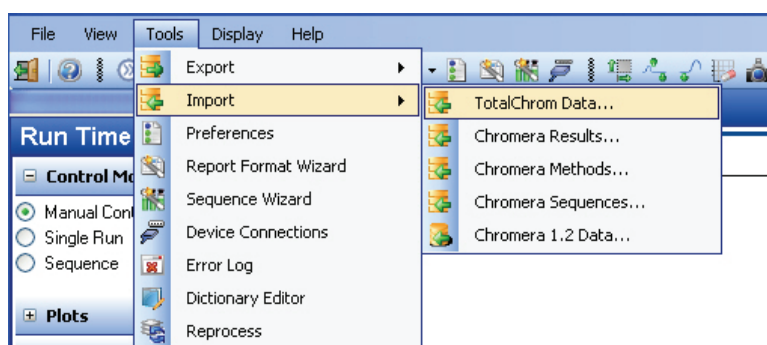 File View Tools Display Help
Export
Import
Preferences
Report Format Wizard
Sequence Wizard
Device Connections
Error Log
Dictionary Editor
Reprocess
TotalChrom Data...
Chromera Results...
Chromera Methods...
Chromera Sequences...
Chromera 1.2 Data...
Run Time
Control Mo
Manual Cont
Single Run
Sequence
Plots